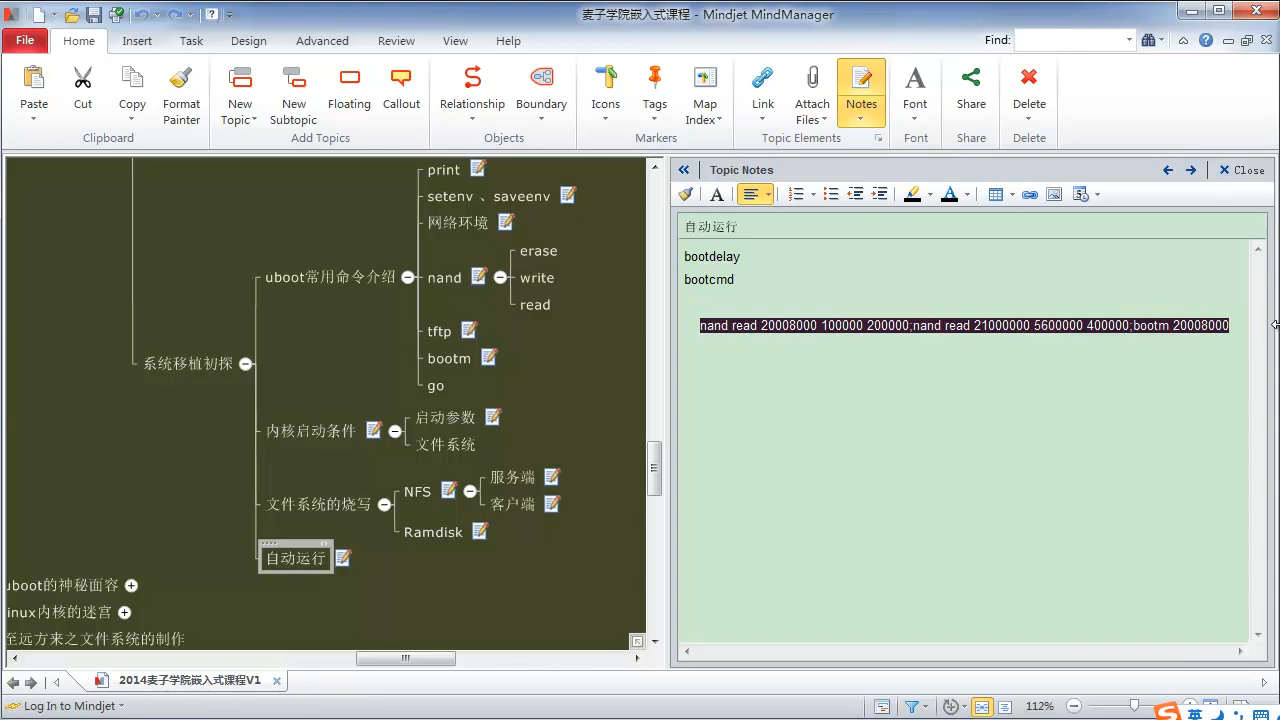 麦子学院嵌入式课程 - Mindjet MindManager
File Home Insert Task Design Advanced Review View Help Find:
Paste Cut Copy Format Painter New Topic New Subtopic Floating Callout Relationship Boundary Icons Tags Map Index Link Attach Files Notes Font Share Delete
Clipboard Add Topics Objects Markers Topic Elements Font Share Delete
print
setenv 、saveenv
网络环境
erase
uboot常用命令介绍
nand
write
read
tftp
bootm
系统移植初探
go
启动参数
内核启动条件
文件系统
服务端
NFS
文件系统的烧写
客户端
Ramdisk
自动运行
uboot的神秘面容
inux内核的迷宫
至远方来之文件系统的制作
Topic Notes Close
自动运行
bootdelay
bootcmd
nand read 20008000 100000 200000;nand read 21000000 5600000 400000;bootm 20008000
2014麦子学院嵌入式课程V1
Log In to Mindjet 112%
英